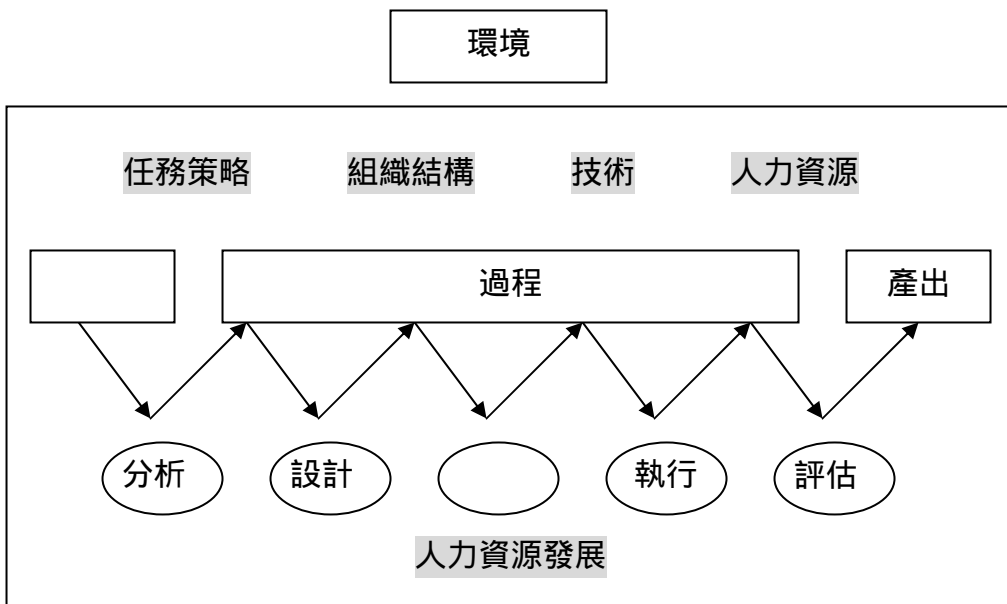 環境
任務策略 組織結構 技術 人力資源
過程 產出
分析 設計 執行 評估
人力資源發展